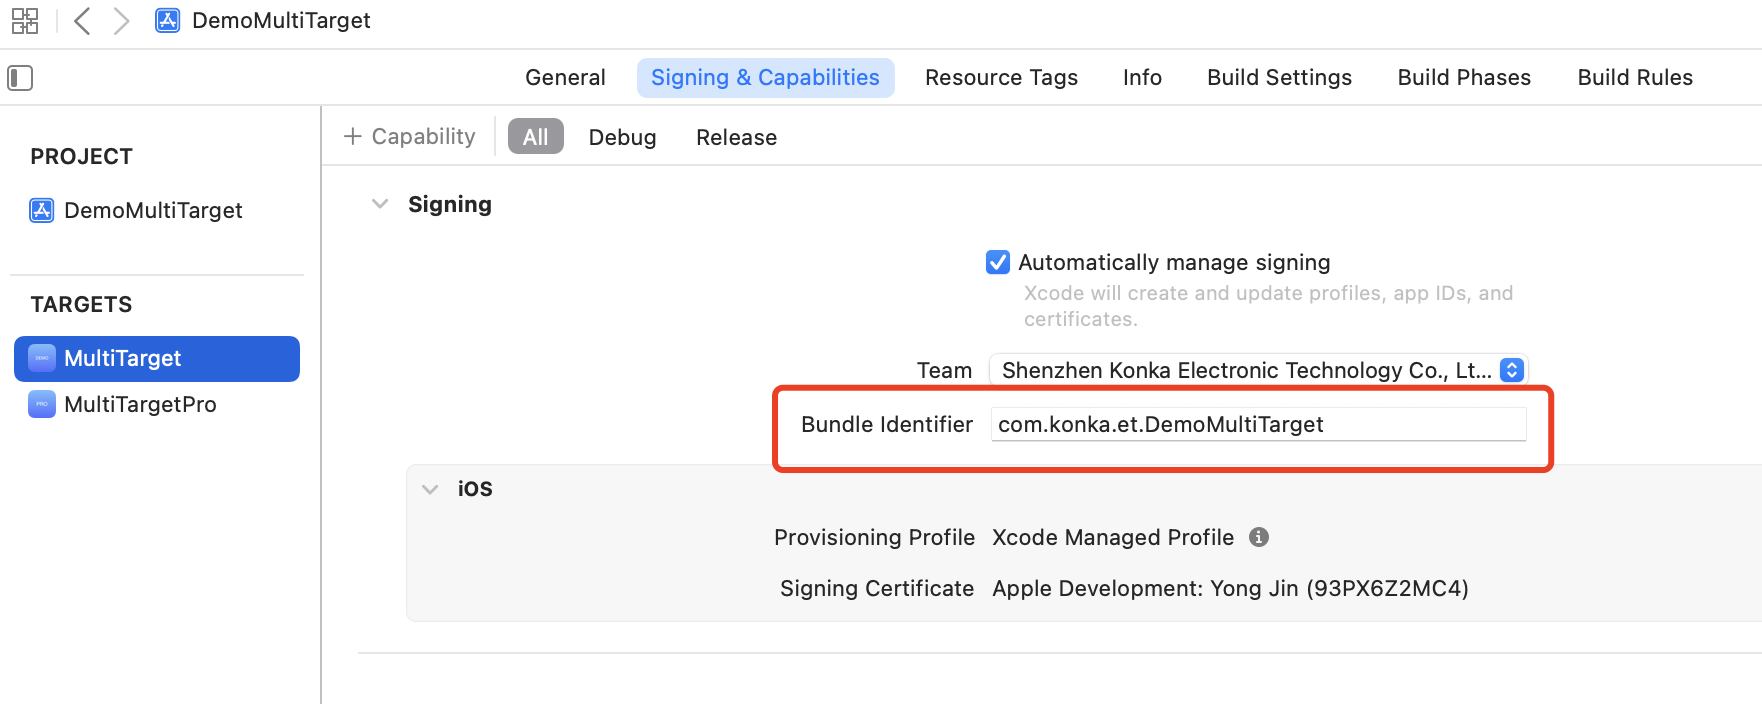 DemoMultiTarget
General Signing & Capabilities Resource Tags Info Build Settings Build Phases Build Rules
PROJECT
DemoMultiTarget
TARGETS
DEMO MultiTarget
PRO MultiTargetPro
+ Capability All Debug Release
Signing
Automatically manage signing
Xcode will create and update profiles, app IDs, and
certificates.
Team Shenzhen Konka Electronic Technology Co., Lt...
Bundle Identifier com.konka.et.DemoMultiTarget
iOS
Provisioning Profile Xcode Managed Profile
Signing Certificate Apple Development: Yong Jin (93PX6Z2MC4)